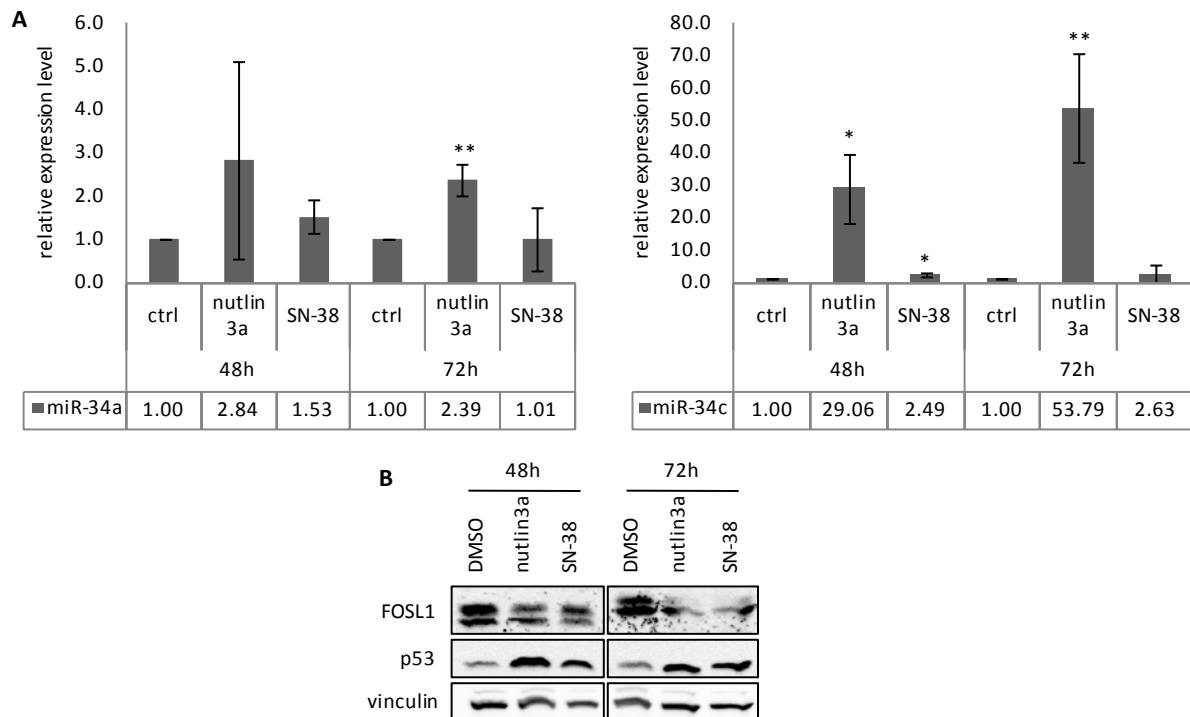 A
relative expression level
6.0
5.0
4.0
3.0
2.0
1.0
0.0
**
ctrl nutlin 3a SN-38 ctrl nutlin 3a SN-38
48h 72h
miR-34a 1.00 2.84 1.53 1.00 2.39 1.01
relative expression level
80.0
70.0
60.0
50.0
40.0
30.0
20.0
10.0
0.0
* * **
ctrl nutlin 3a SN-38 ctrl nutlin 3a SN-38
48h 72h
miR-34c 1.00 29.06 2.49 1.00 53.79 2.63
B
48h 72h
DMSO nutlin3a SN-38 DMSO nutlin3a SN-38
FOSL1
p53
vinculin